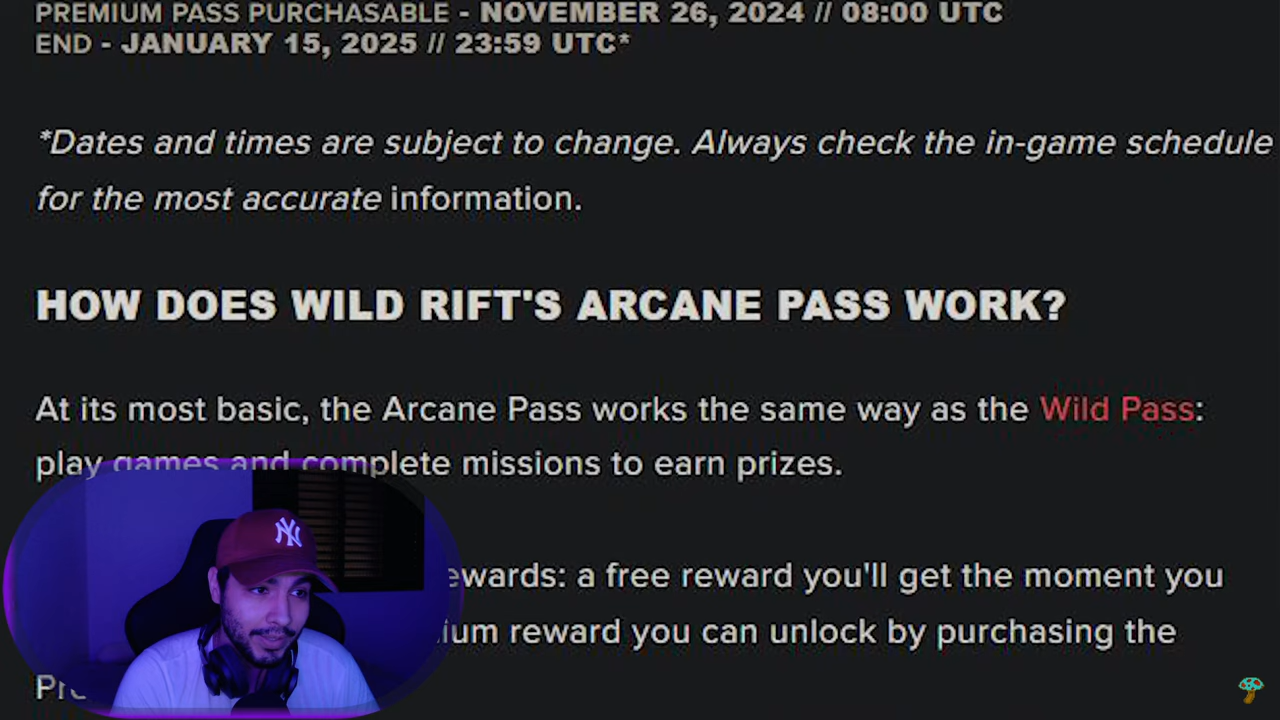 PREMIUM PASS PURCHASABLE - NOVEMBER 26, 2024 // 08:00 UTC
END - JANUARY 15, 2025 // 23:59 UTC*
*Dates and times are subject to change. Always check the in-game schedule
for the most accurate information.
HOW DOES WILD RIFT'S ARCANE PASS WORK?
At its most basic, the Arcane Pass works the same way as the Wild Pass:
play games and complete missions to earn prizes.
ewards: a free reward you'll get the moment you
ium reward you can unlock by purchasing the
NY